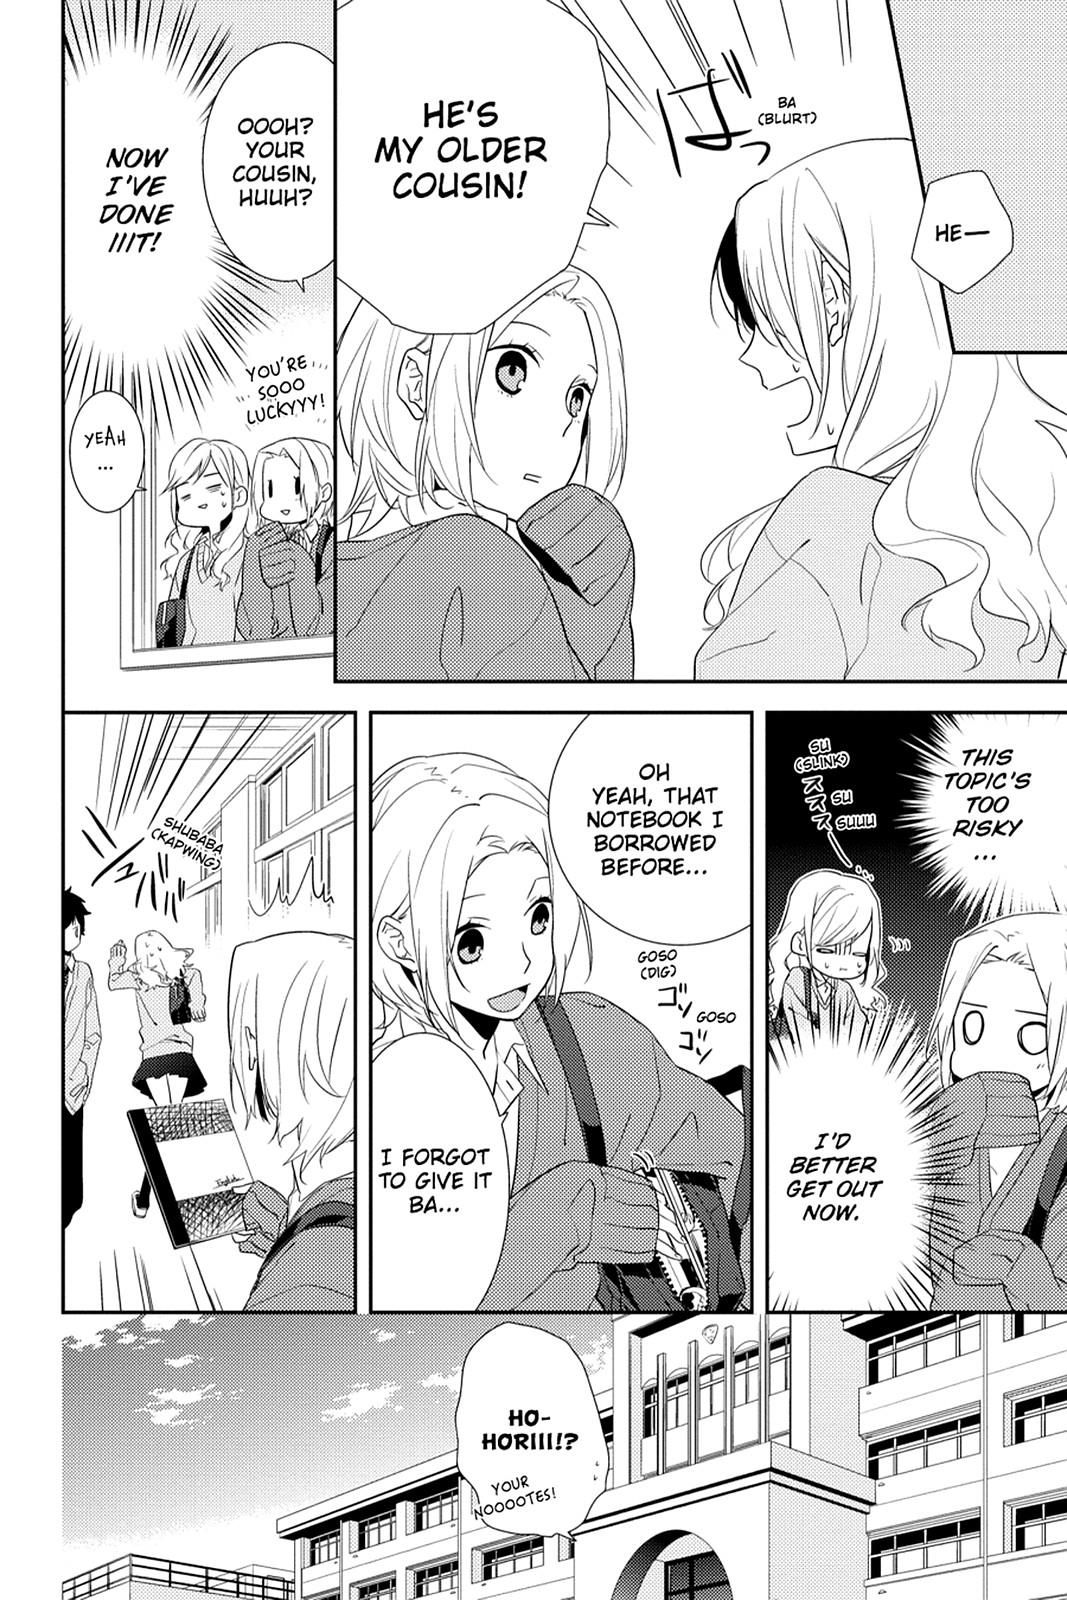 HE—
ばっ
BA
(BLURT)
HE'S
MY OLDER
COUSIN!
OOOH?
YOUR
COUSIN,
HUUH?
NOW
I'VE
DONE
IIIT!
YOU'RE
SOOO
LUCKYYY!
YEAH
...
THIS
TOPIC'S
TOO
RISKY
...
SU
(SLINK)
ススス
SU
SUUU
I'D
BETTER
GET OUT
NOW.
OH
YEAH, THAT
NOTEBOOK I
BORROWED
BEFORE...
GOSO
(DIG)
ゴソ
GOSO
ゴソ
I FORGOT
TO GIVE IT
BA...
SHUBABA
(KAPWING)
English
HO-
HORIII!?
YOUR
NOOOOTES!